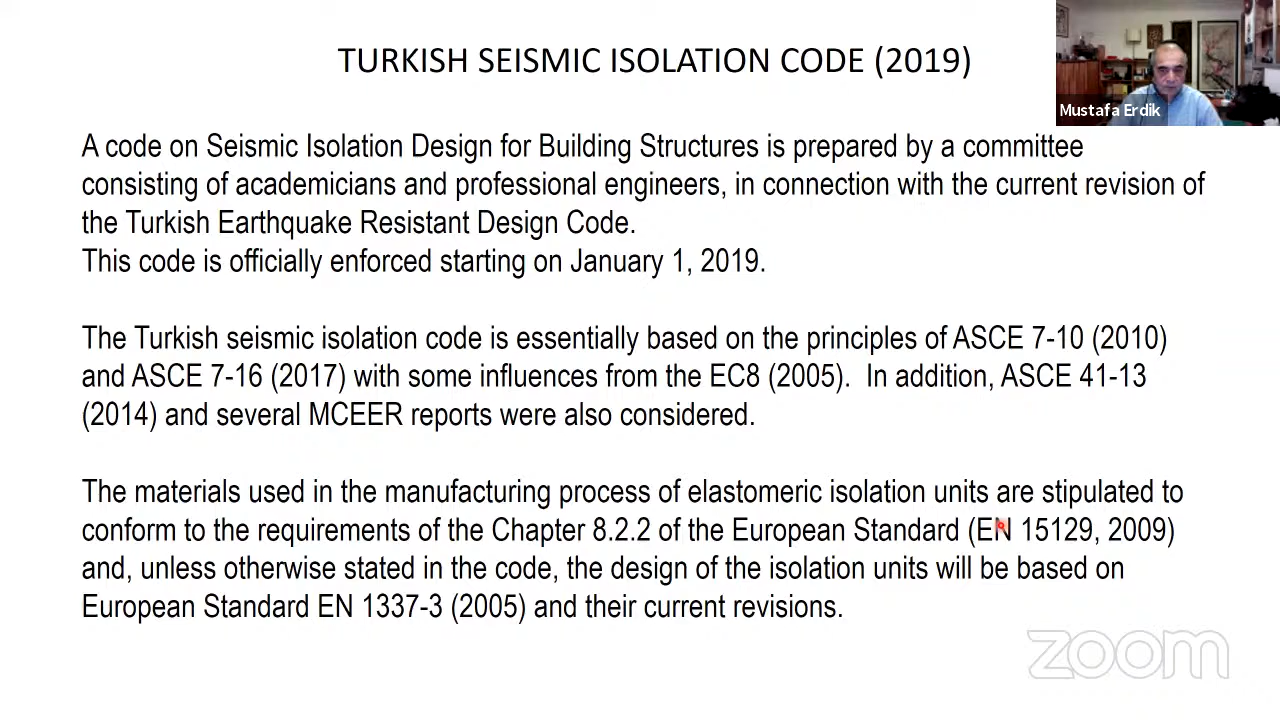 TURKISH SEISMIC ISOLATION CODE (2019)
Mustafa Erdik
A code on Seismic Isolation Design for Building Structures is prepared by a committee
consisting of academicians and professional engineers, in connection with the current revision of
the Turkish Earthquake Resistant Design Code.
This code is officially enforced starting on January 1, 2019.
The Turkish seismic isolation code is essentially based on the principles of ASCE 7-10 (2010)
and ASCE 7-16 (2017) with some influences from the EC8 (2005). In addition, ASCE 41-13
(2014) and several MCEER reports were also considered.
The materials used in the manufacturing process of elastomeric isolation units are stipulated to
conform to the requirements of the Chapter 8.2.2 of the European Standard (EN 15129, 2009)
and, unless otherwise stated in the code, the design of the isolation units will be based on
European Standard EN 1337-3 (2005) and their current revisions.
zoom